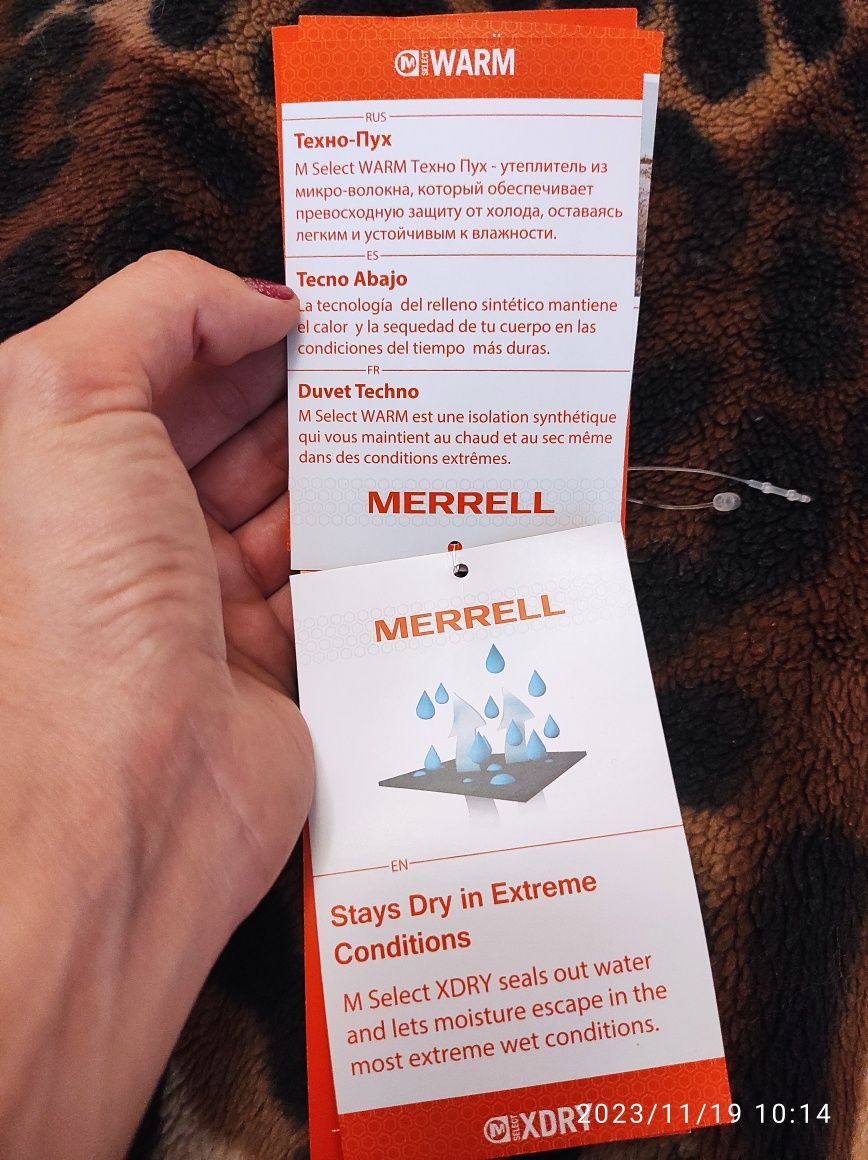 M SELECT WARM
RUS
Техно-Пух
M Select WARM Техно Пух - утеплитель из
микро-волокна, который обеспечивает
превосходную защиту от холода, оставаясь
легким и устойчивым к влажности.
ES
Tecno Abajo
La tecnología del relleno sintético mantiene
el calor y la sequedad de tu cuerpo en las
condiciones del tiempo más duras.
FR
Duvet Techno
M Select WARM est une isolation synthétique
qui vous maintient au chaud et au sec même
dans des conditions extrêmes.
MERRELL
MERRELL
EN
Stays Dry in Extreme
Conditions
M Select XDRY seals out water
and lets moisture escape in the
most extreme wet conditions.
M SELECT XDRY
2023/11/19 10:14